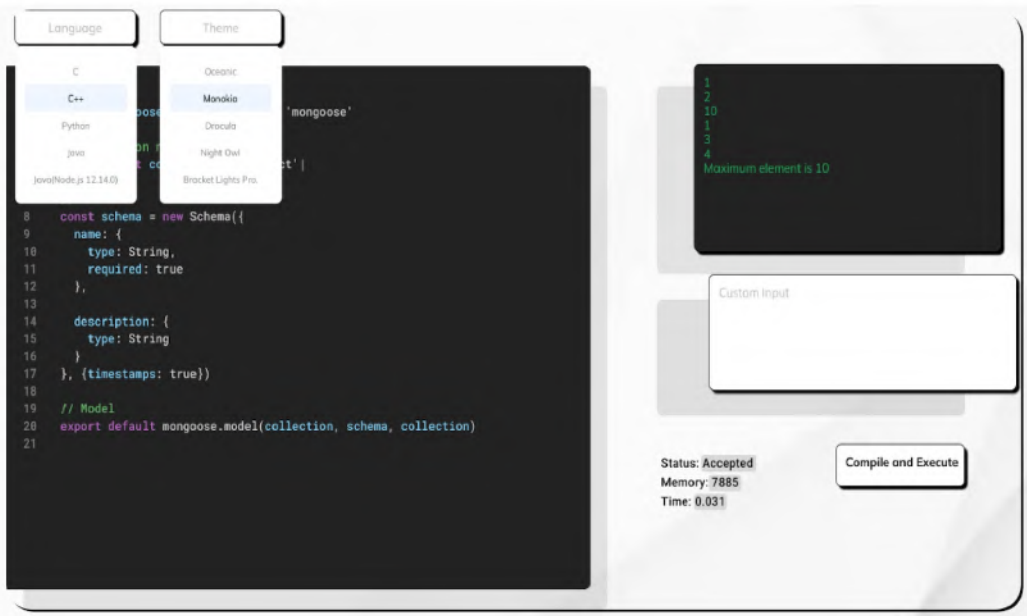 Language
C
C++
Python
Java
Java(Node.js 12.14.0)
Theme
Oceanic
Monokia
Dracula
Night Owl
Bracket Lights Pro.
'mongoose'
t'|
8 const schema = new Schema({
9 name: {
10 type: String,
11 required: true
12 },
13
14 description: {
15 type: String
16 }
17 }, {timestamps: true})
18
19 // Model
20 export default mongoose.model(collection, schema, collection)
21
1
2
10
1
3
4
Maximum element is 10
Custom Input
Status: Accepted
Memory: 7885
Time: 0.031
Compile and Execute